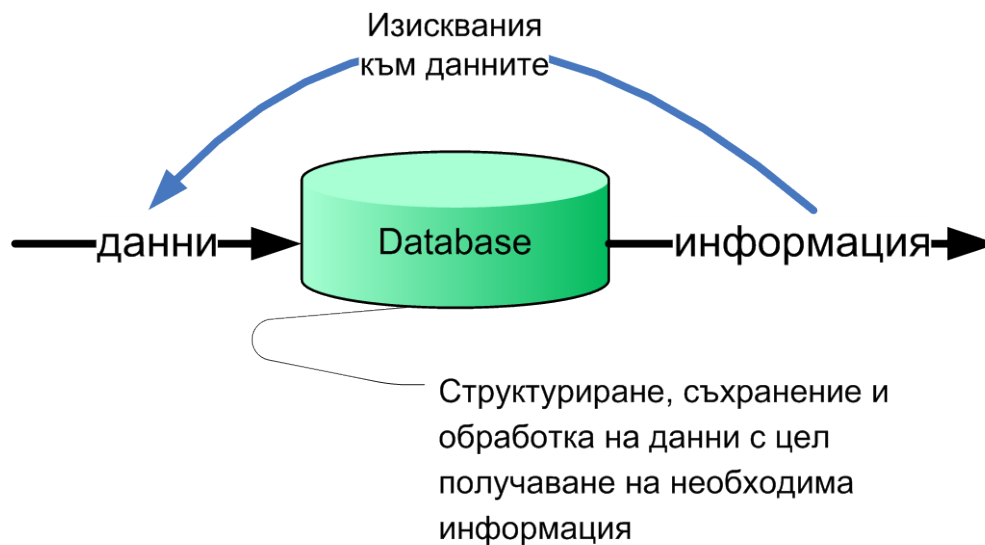 Изисквания
към данните
данни
Database
информация
Структуриране, съхранение и
обработка на данни с цел
получаване на необходима
информация